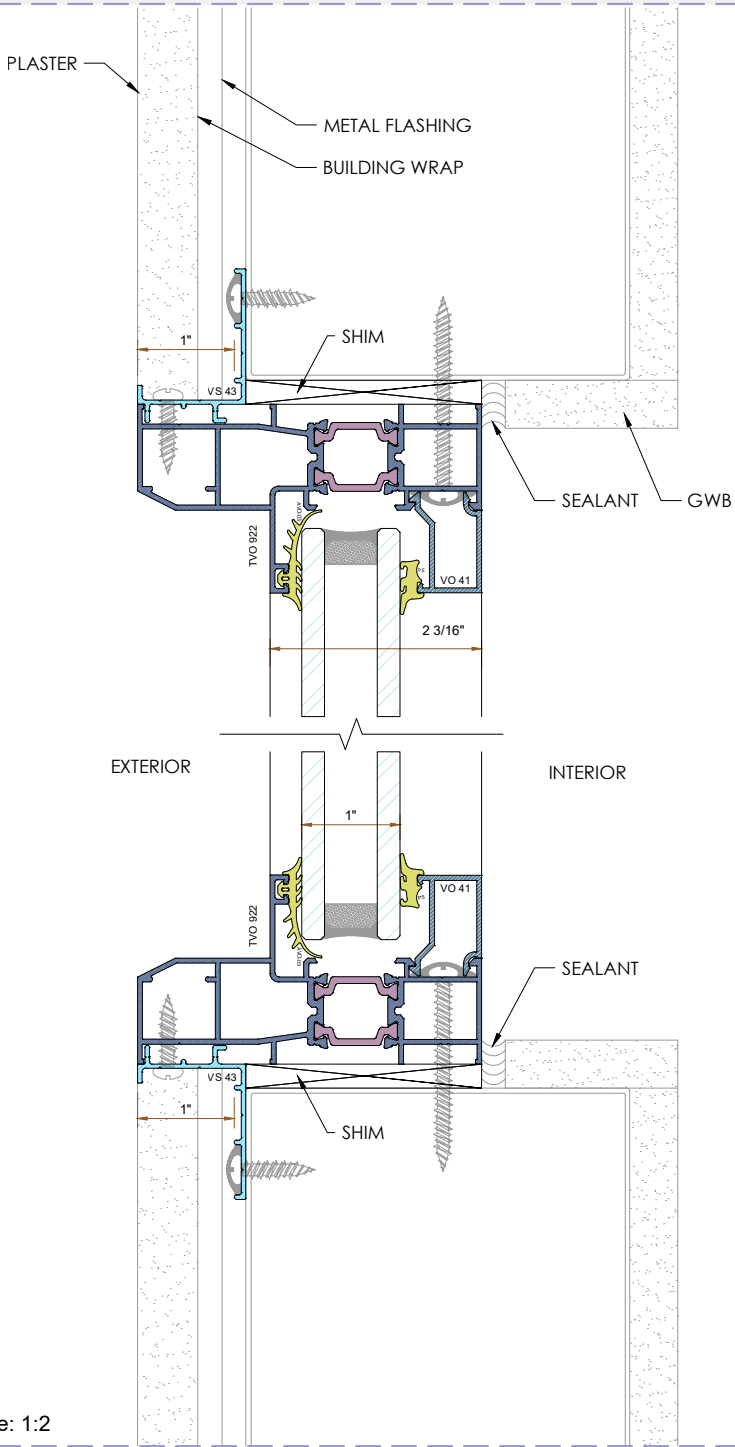 PLASTER
METAL FLASHING
BUILDING WRAP
1"
SHIM
VS 43
SEALANT
GWB
TVO 922
VO 41
2 3/16"
EXTERIOR
INTERIOR
1"
VO 41
TVO 922
SEALANT
VS 43
1"
SHIM
e: 1:2